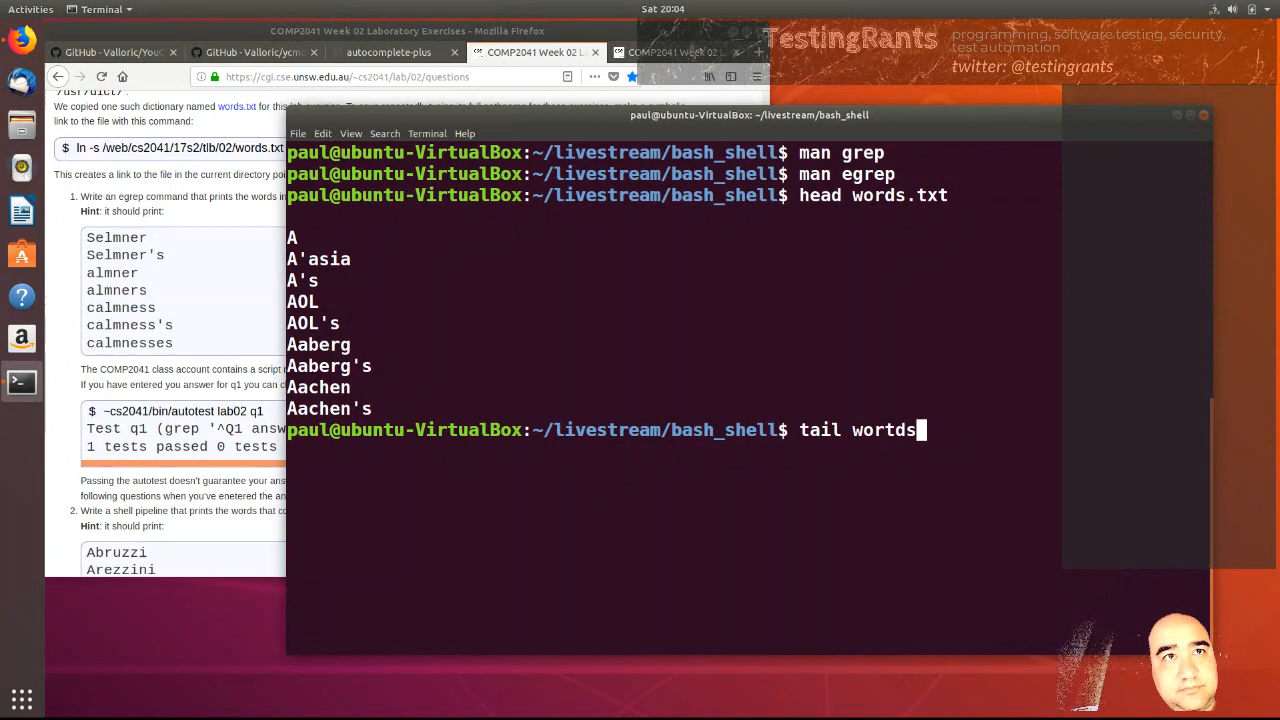 Activities
Terminal
Sat 20:04
COMP2041 Week 02 Laboratory Exercises - Mozilla Firefox
GitHub - Valloric/You
GitHub - Valloric/ycmd
autocomplete-plus
COMP2041 Week 02 L
COMP2041 Week 02 L
https://cgi.cse.unsw.edu.au/~cs2041/lab/02/questions
TestingRants
programming, software testing, security,
test automation
twitter: @testingrants
/usr/dict/ .
We copied one such dictionary named words.txt for this
link to the file with this command:
$ ln -s /web/cs2041/17s2/tlb/02/words.txt
This creates a link to the file in the current directory
1. Write an egrep command that prints the words in
Hint: it should print:
Selmner
Selmner's
almner
almners
calmness
calmness's
calmnesses
The COMP2041 class account contains a script
If you have entered you answer for q1 you can
$ ~cs2041/bin/autotest lab02 q1
Test q1 (grep '^Q1 answ
1 tests passed 0 tests
Passing the autotest doesn't guarantee your
following questions when you've enetered the
2. Write a shell pipeline that prints the words that
Hint: it should print:
Abruzzi
Arezzini
paul@ubuntu-VirtualBox: ~/livestream/bash_shell
File Edit View Search Terminal Help
paul@ubuntu-VirtualBox:~/livestream/bash_shell$ man grep
paul@ubuntu-VirtualBox:~/livestream/bash_shell$ man egrep
paul@ubuntu-VirtualBox:~/livestream/bash_shell$ head words.txt
A
A'asia
A's
AOL
AOL's
Aaberg
Aaberg's
Aachen
Aachen's
paul@ubuntu-VirtualBox:~/livestream/bash_shell$ tail wortds